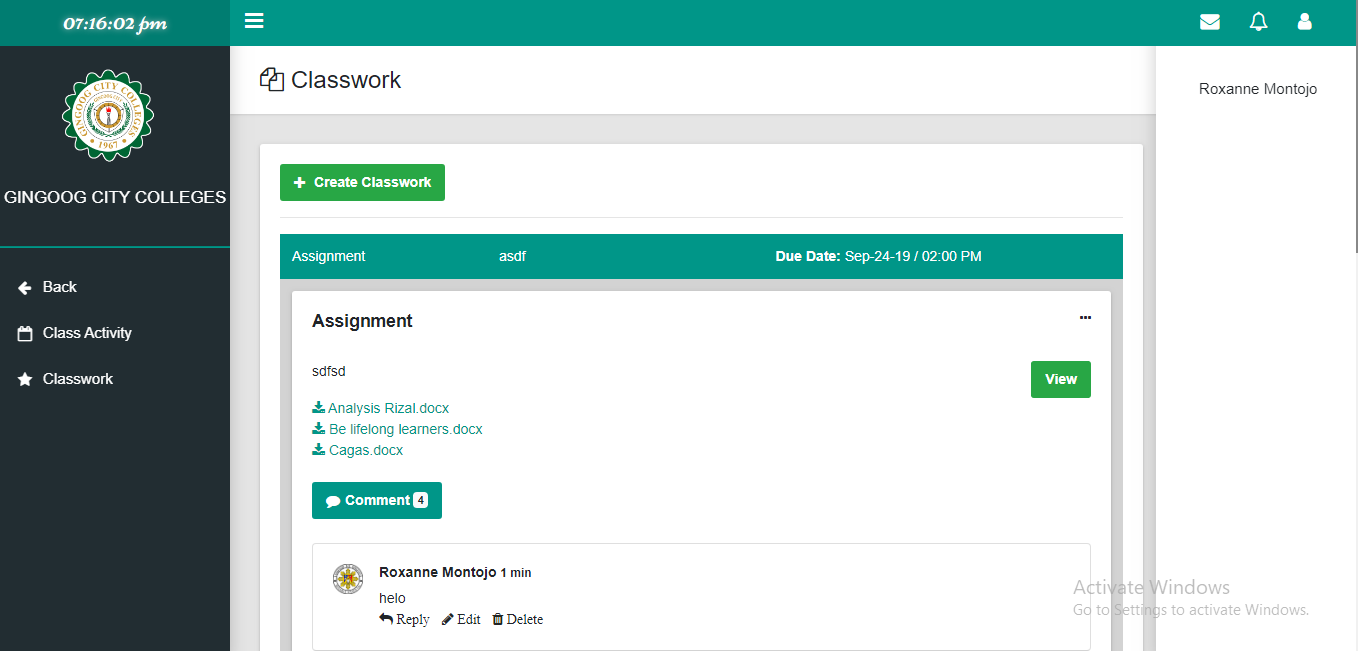 07:16:02 pm
GINGOOG CITY COLLEGES
1967
GINGOOG CITY COLLEGES
Back
Class Activity
Classwork
Classwork
Roxanne Montojo
Create Classwork
Assignment asdf Due Date: Sep-24-19 / 02:00 PM
Assignment
...
sdfsd
View
Analysis Rizal.docx
Be lifelong learners.docx
Cagas.docx
Comment 4
Roxanne Montojo 1 min
helo
Reply Edit Delete
Activate Windows
Go to Settings to activate Windows.